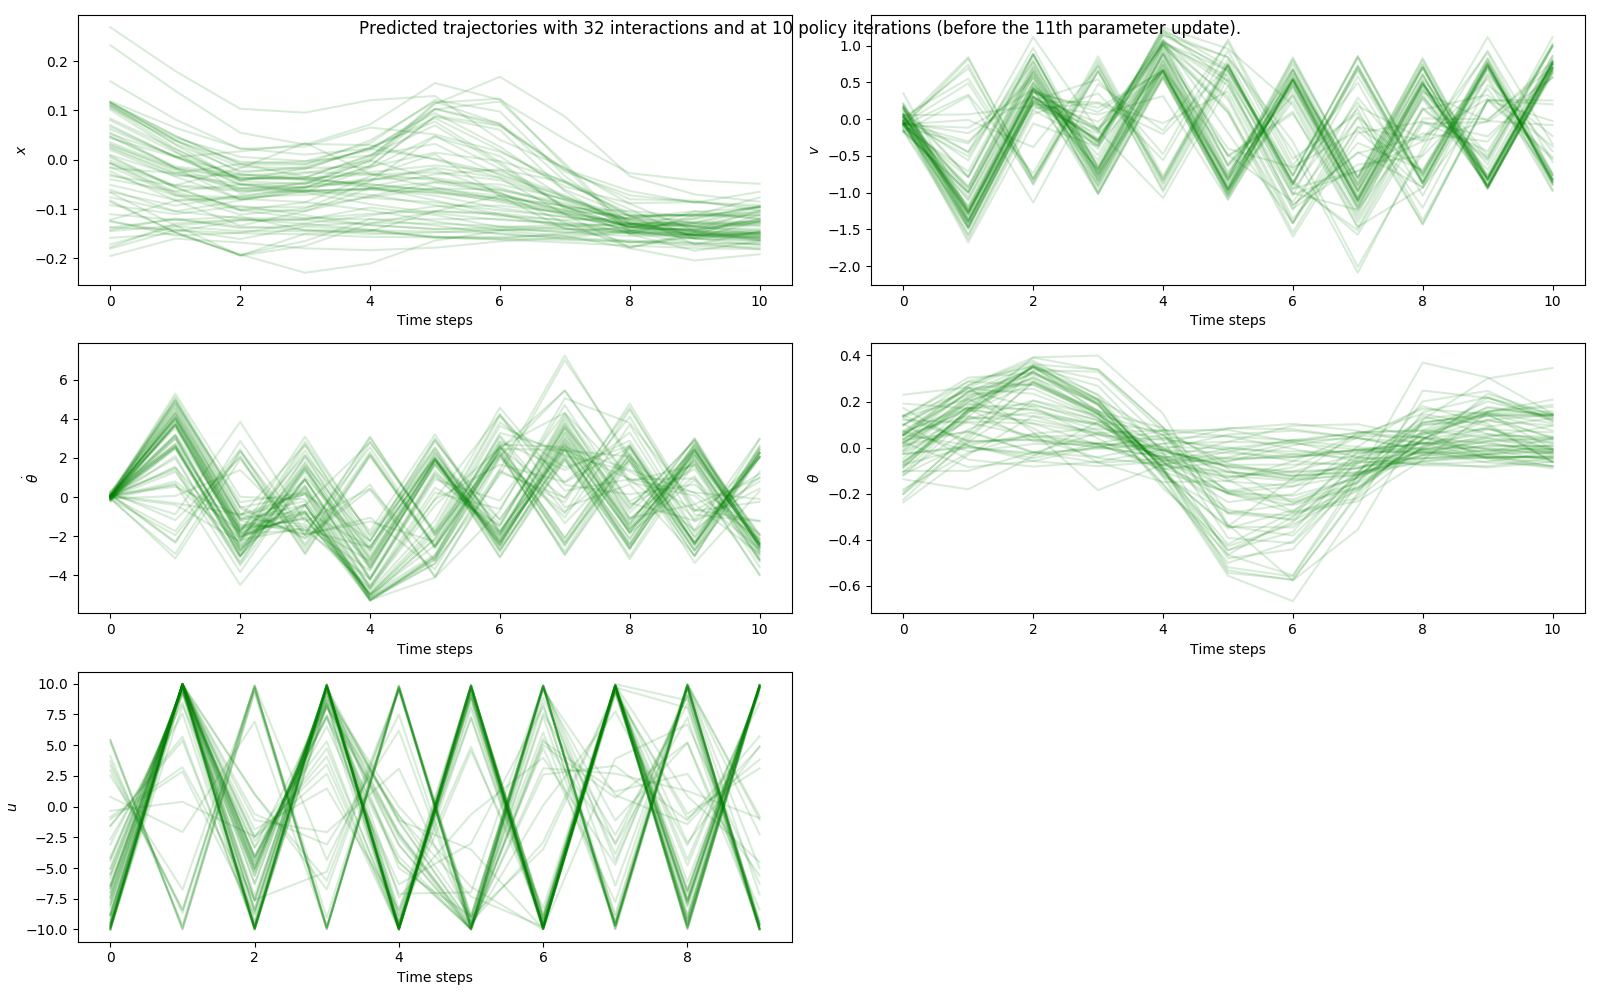 Predicted trajectories with 32 interactions and at 10 policy iterations (before the 11th parameter update).
0.2
0.1
0.0
−0.1
−0.2
x
0 2 4 6 8 10
Time steps
1.0
0.5
0.0
−0.5
−1.0
−1.5
−2.0
v
0 2 4 6 8 10
Time steps
6
4
2
0
−2
−4
θ̇
0 2 4 6 8 10
Time steps
0.4
0.2
0.0
−0.2
−0.4
−0.6
θ
0 2 4 6 8 10
Time steps
10.0
7.5
5.0
2.5
0.0
−2.5
−5.0
−7.5
−10.0
u
0 2 4 6 8
Time steps